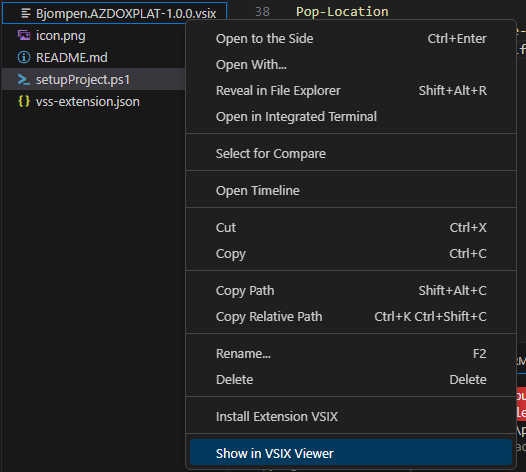 Bjompen.AZDOXPLAT-1.0.0.vsix
icon.png
README.md
setupProject.ps1
vss-extension.json
38 Pop-Location
Open to the Side Ctrl+Enter
Open With...
Reveal in File Explorer Shift+Alt+R
Open in Integrated Terminal
Select for Compare
Open Timeline
Cut Ctrl+X
Copy Ctrl+C
Copy Path Shift+Alt+C
Copy Relative Path Ctrl+K Ctrl+Shift+C
Rename... F2
Delete Delete
Install Extension VSIX
Show in VSIX Viewer